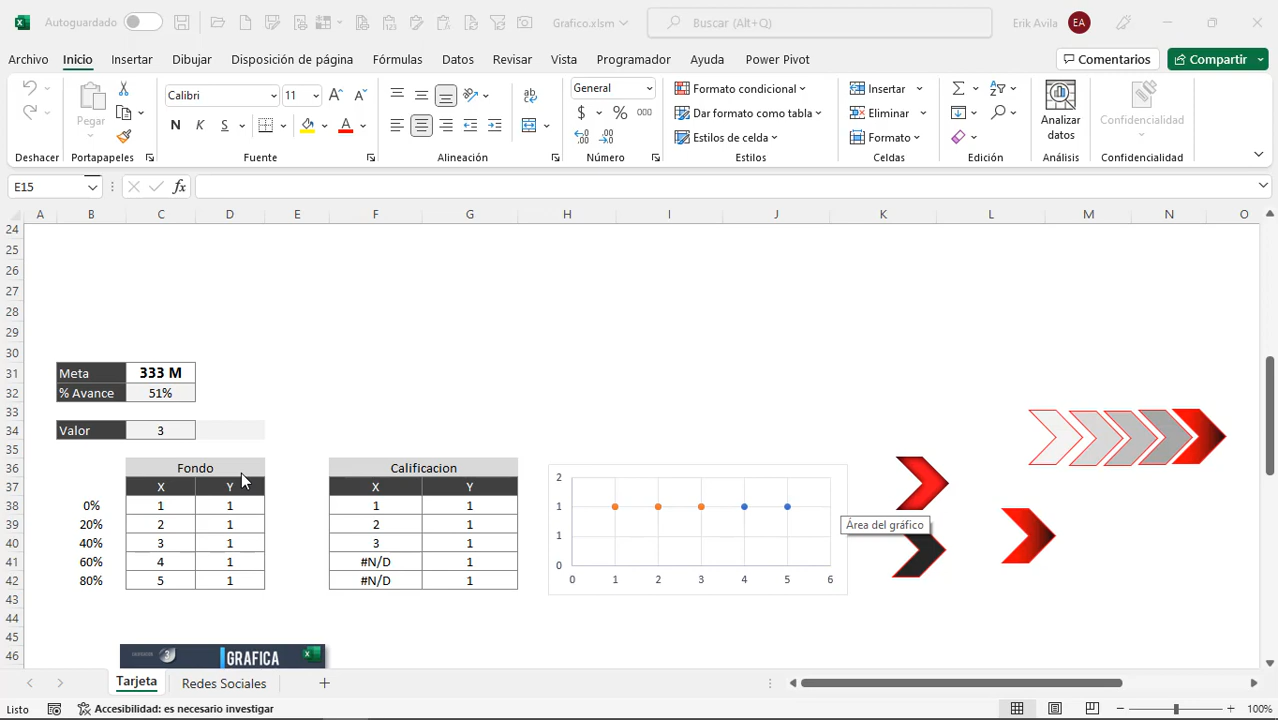 Autoguardado
Grafico.xlsm
Buscar (Alt+Q)
Erik Avila
EA
Archivo Inicio Insertar Dibujar Disposición de página Fórmulas Datos Revisar Vista Programador Ayuda Power Pivot
Comentarios
Compartir
Pegar
Calibri 11
N K S
ab
General
$ % 000
Formato condicional
Dar formato como tabla
Estilos de celda
Insertar
Eliminar
Formato
Analizar datos
Confidencialidad
Deshacer Portapapeles Fuente Alineación Número Estilos Celdas Edición Análisis Confidencialidad
E15 fx
A B C D E F G H I J K L M N O
24
25
26
27
28
29
30
31 Meta 333 M
32 % Avance 51%
33
34 Valor 3
35
36 Fondo Calificacion
37 X Y X Y
38 0% 1 1 1 1
39 20% 2 1 2 1
40 40% 3 1 3 1
41 60% 4 1 #N/D 1
42 80% 5 1 #N/D 1
43
44
45
46
2
1
1
0
0 1 2 3 4 5 6
Área del gráfico
3 GRAFICA
Tarjeta Redes Sociales
Listo Accesibilidad: es necesario investigar 100%